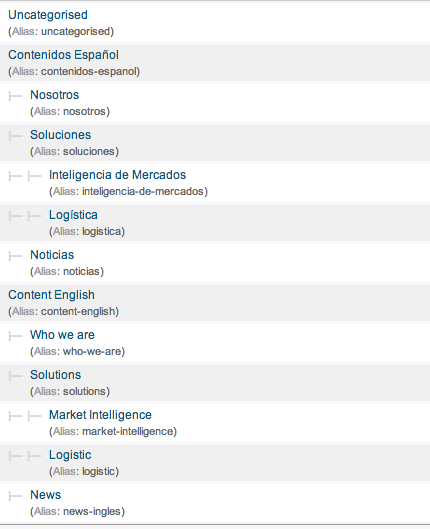 Uncategorised
(Alias: uncategorised)
Contenidos Español
(Alias: contenidos-espanol)
Nosotros
(Alias: nosotros)
Soluciones
(Alias: soluciones)
Inteligencia de Mercados
(Alias: inteligencia-de-mercados)
Logística
(Alias: logistica)
Noticias
(Alias: noticias)
Content English
(Alias: content-english)
Who we are
(Alias: who-we-are)
Solutions
(Alias: solutions)
Market Intelligence
(Alias: market-intelligence)
Logistic
(Alias: logistic)
News
(Alias: news-ingles)